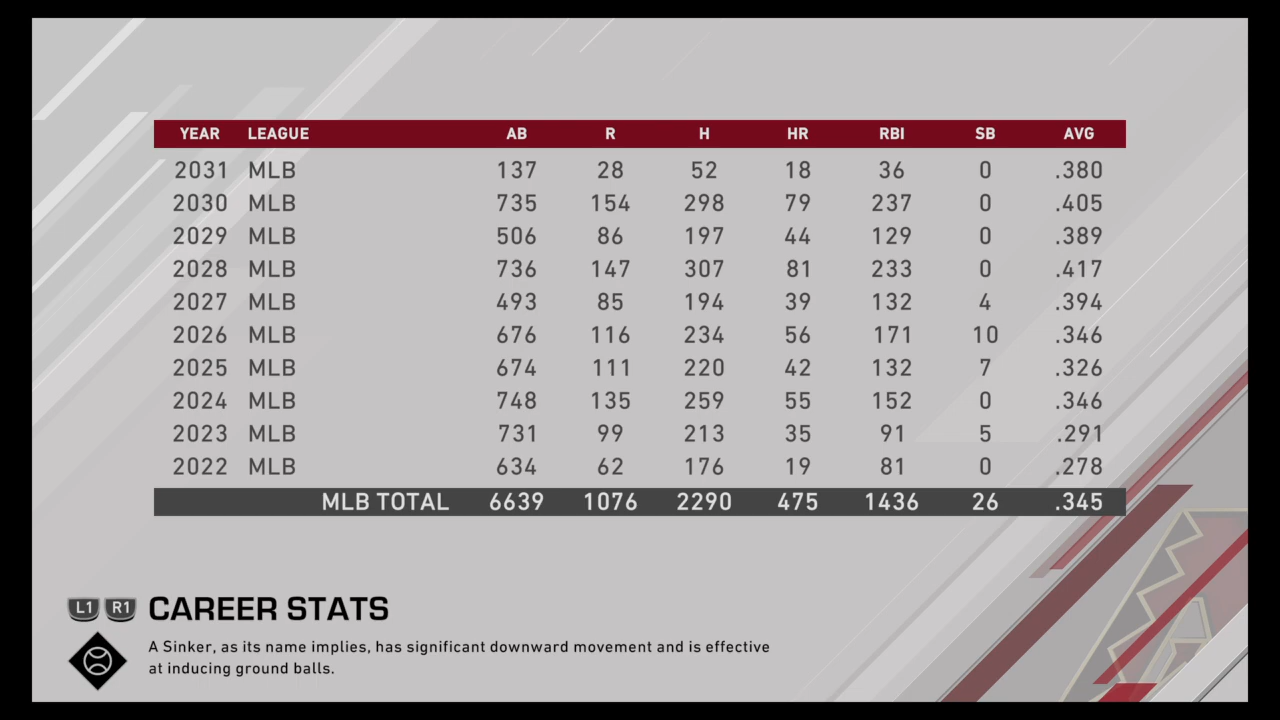 YEAR LEAGUE AB R H HR RBI SB AVG
2031 MLB 137 28 52 18 36 0 .380
2030 MLB 735 154 298 79 237 0 .405
2029 MLB 506 86 197 44 129 0 .389
2028 MLB 736 147 307 81 233 0 .417
2027 MLB 493 85 194 39 132 4 .394
2026 MLB 676 116 234 56 171 10 .346
2025 MLB 674 111 220 42 132 7 .326
2024 MLB 748 135 259 55 152 0 .346
2023 MLB 731 99 213 35 91 5 .291
2022 MLB 634 62 176 19 81 0 .278
MLB TOTAL 6639 1076 2290 475 1436 26 .345
L1 R1 CAREER STATS
A Sinker, as its name implies, has significant downward movement and is effective
at inducing ground balls.